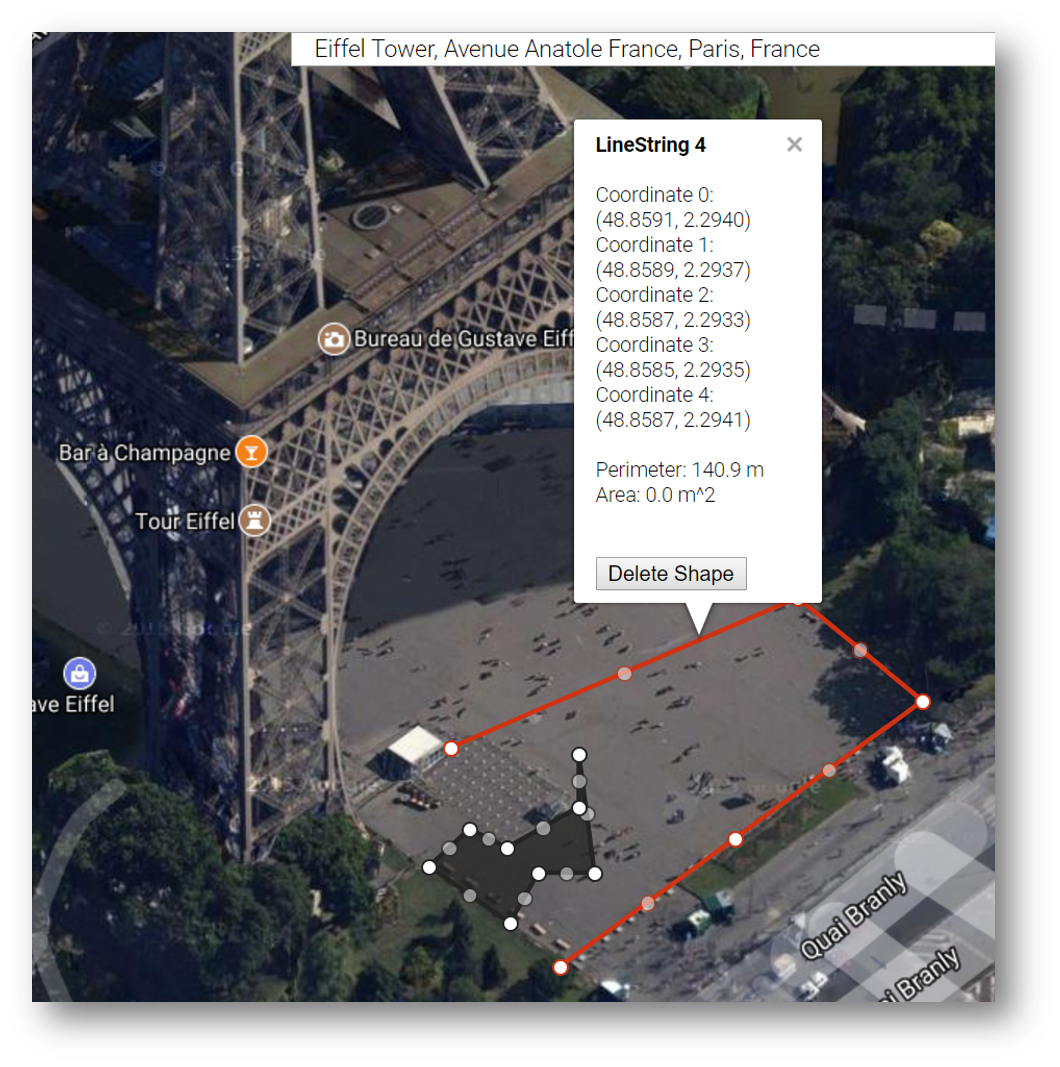 Eiffel Tower, Avenue Anatole France, Paris, France
LineString 4
Coordinate 0:
(48.8591, 2.2940)
Coordinate 1:
(48.8589, 2.2937)
Coordinate 2:
(48.8587, 2.2933)
Coordinate 3:
(48.8585, 2.2935)
Coordinate 4:
(48.8587, 2.2941)
Perimeter: 140.9 m
Area: 0.0 m^2
Delete Shape
Bureau de Gustave Eiff
Bar à Champagne
Tour Eiffel
ave Eiffel
Quai Branly
ai Branly